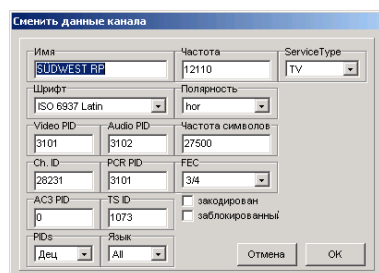 Сменить данные канала
Имя Частота ServiceType
SÜDWEST RP 12110 TV
Шрифт Полярность
ISO 6937 Latin hor
Video PID Audio PID Частота символов
3101 3102 27500
Ch. ID PCR PID FEC
28231 3101 3/4
AC3 PID TS ID закодирован
0 1073 заблокированный
PIDs Язык
Дец All Отмена OK